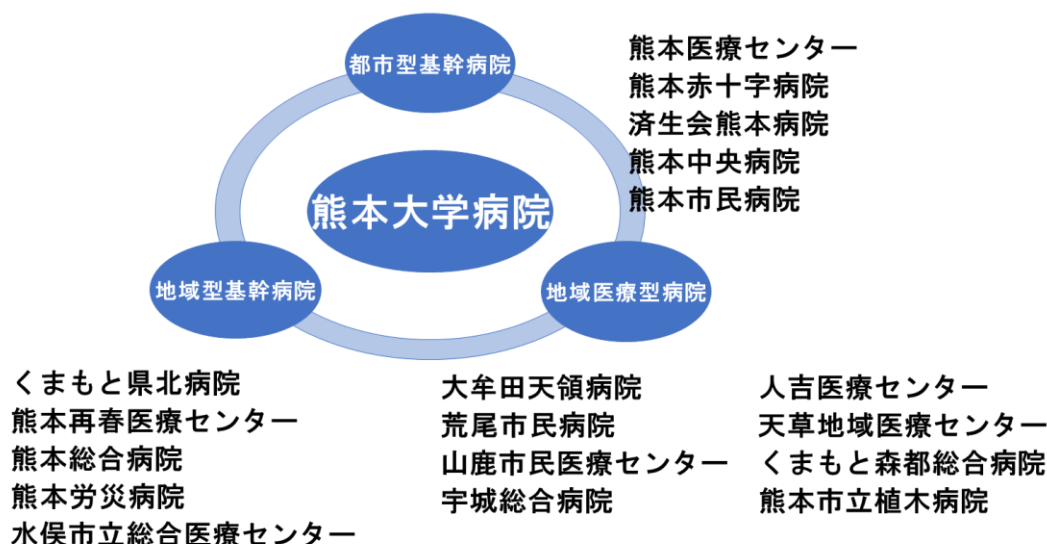 都市型基幹病院
熊本医療センター
熊本赤十字病院
済生会熊本病院
熊本中央病院
熊本市民病院
熊本大学病院
地域型基幹病院
地域医療型病院
くまもと県北病院
熊本再春医療センター
熊本総合病院
熊本労災病院
水俣市立総合医療センター
大牟田天領病院
荒尾市民病院
山鹿市民医療センター
宇城総合病院
人吉医療センター
天草地域医療センター
くまもと森都総合病院
熊本市立植木病院